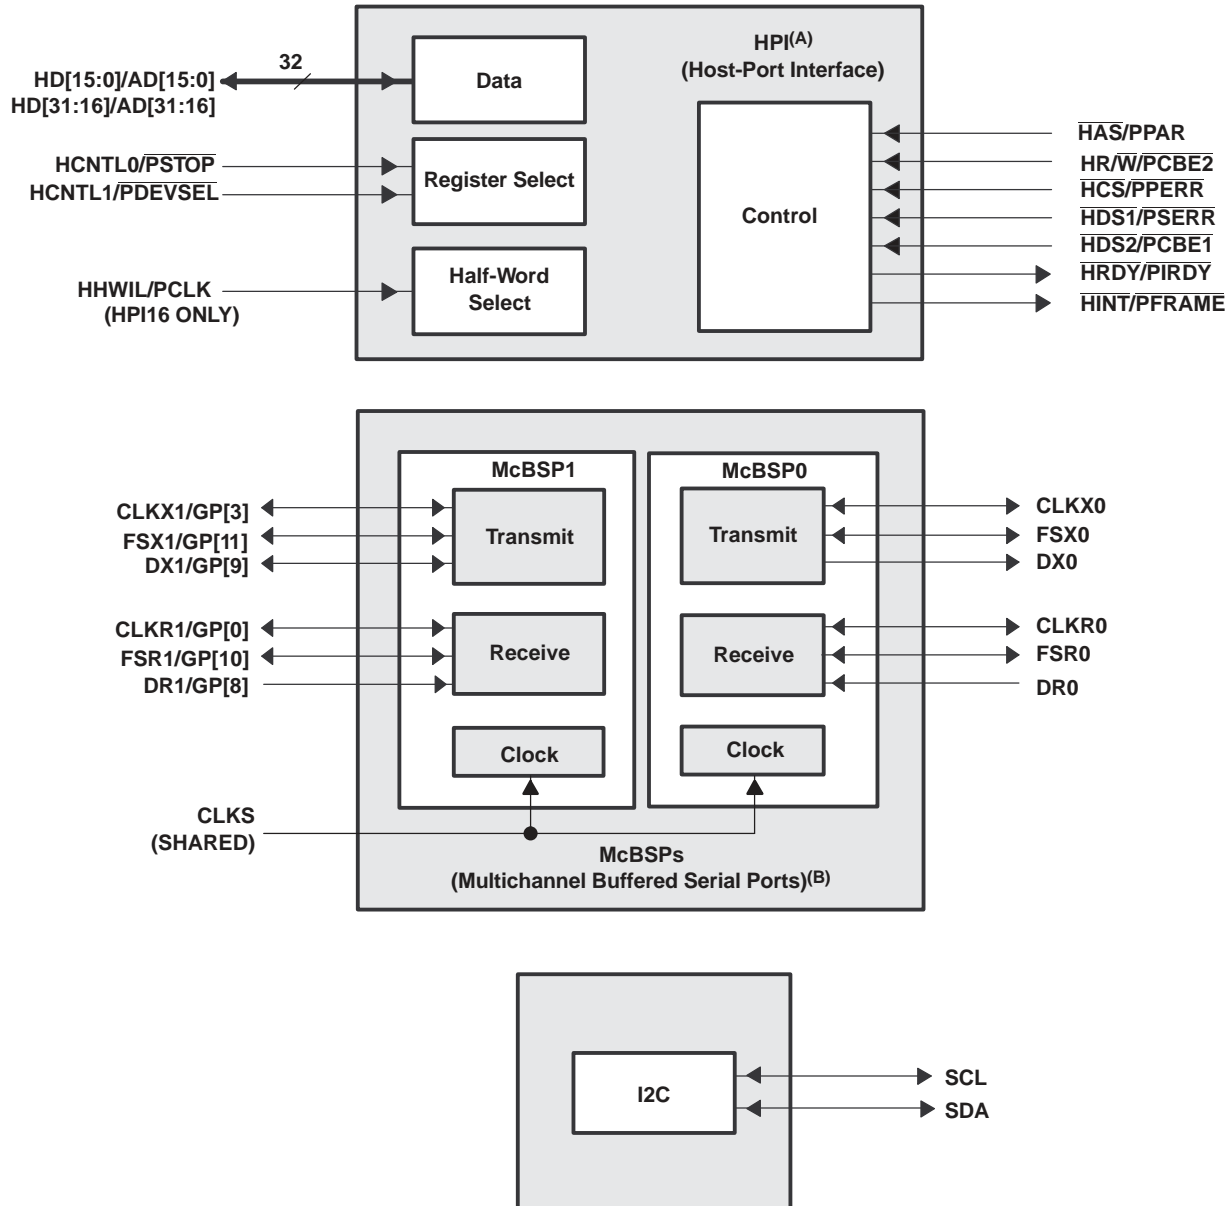 HPI(A)
(Host-Port Interface)
32
HD[15:0]/AD[15:0]
HD[31:16]/AD[31:16]
Data
HCNTL0/PSTOP
HCNTL1/PDEVSEL
Register Select
HHWIL/PCLK
(HPI16 ONLY)
Half-Word
Select
Control
HAS/PPAR
HR/W/PCBE2
HCS/PPERR
HDS1/PSERR
HDS2/PCBE1
HRDY/PIRDY
HINT/PFRAME
McBSP1
McBSP0
CLKX1/GP[3]
FSX1/GP[11]
DX1/GP[9]
Transmit
Transmit
CLKX0
FSX0
DX0
CLKR1/GP[0]
FSR1/GP[10]
DR1/GP[8]
Receive
Receive
CLKR0
FSR0
DR0
Clock
Clock
CLKS
(SHARED)
McBSPs
(Multichannel Buffered Serial Ports)(B)
I2C
SCL
SDA